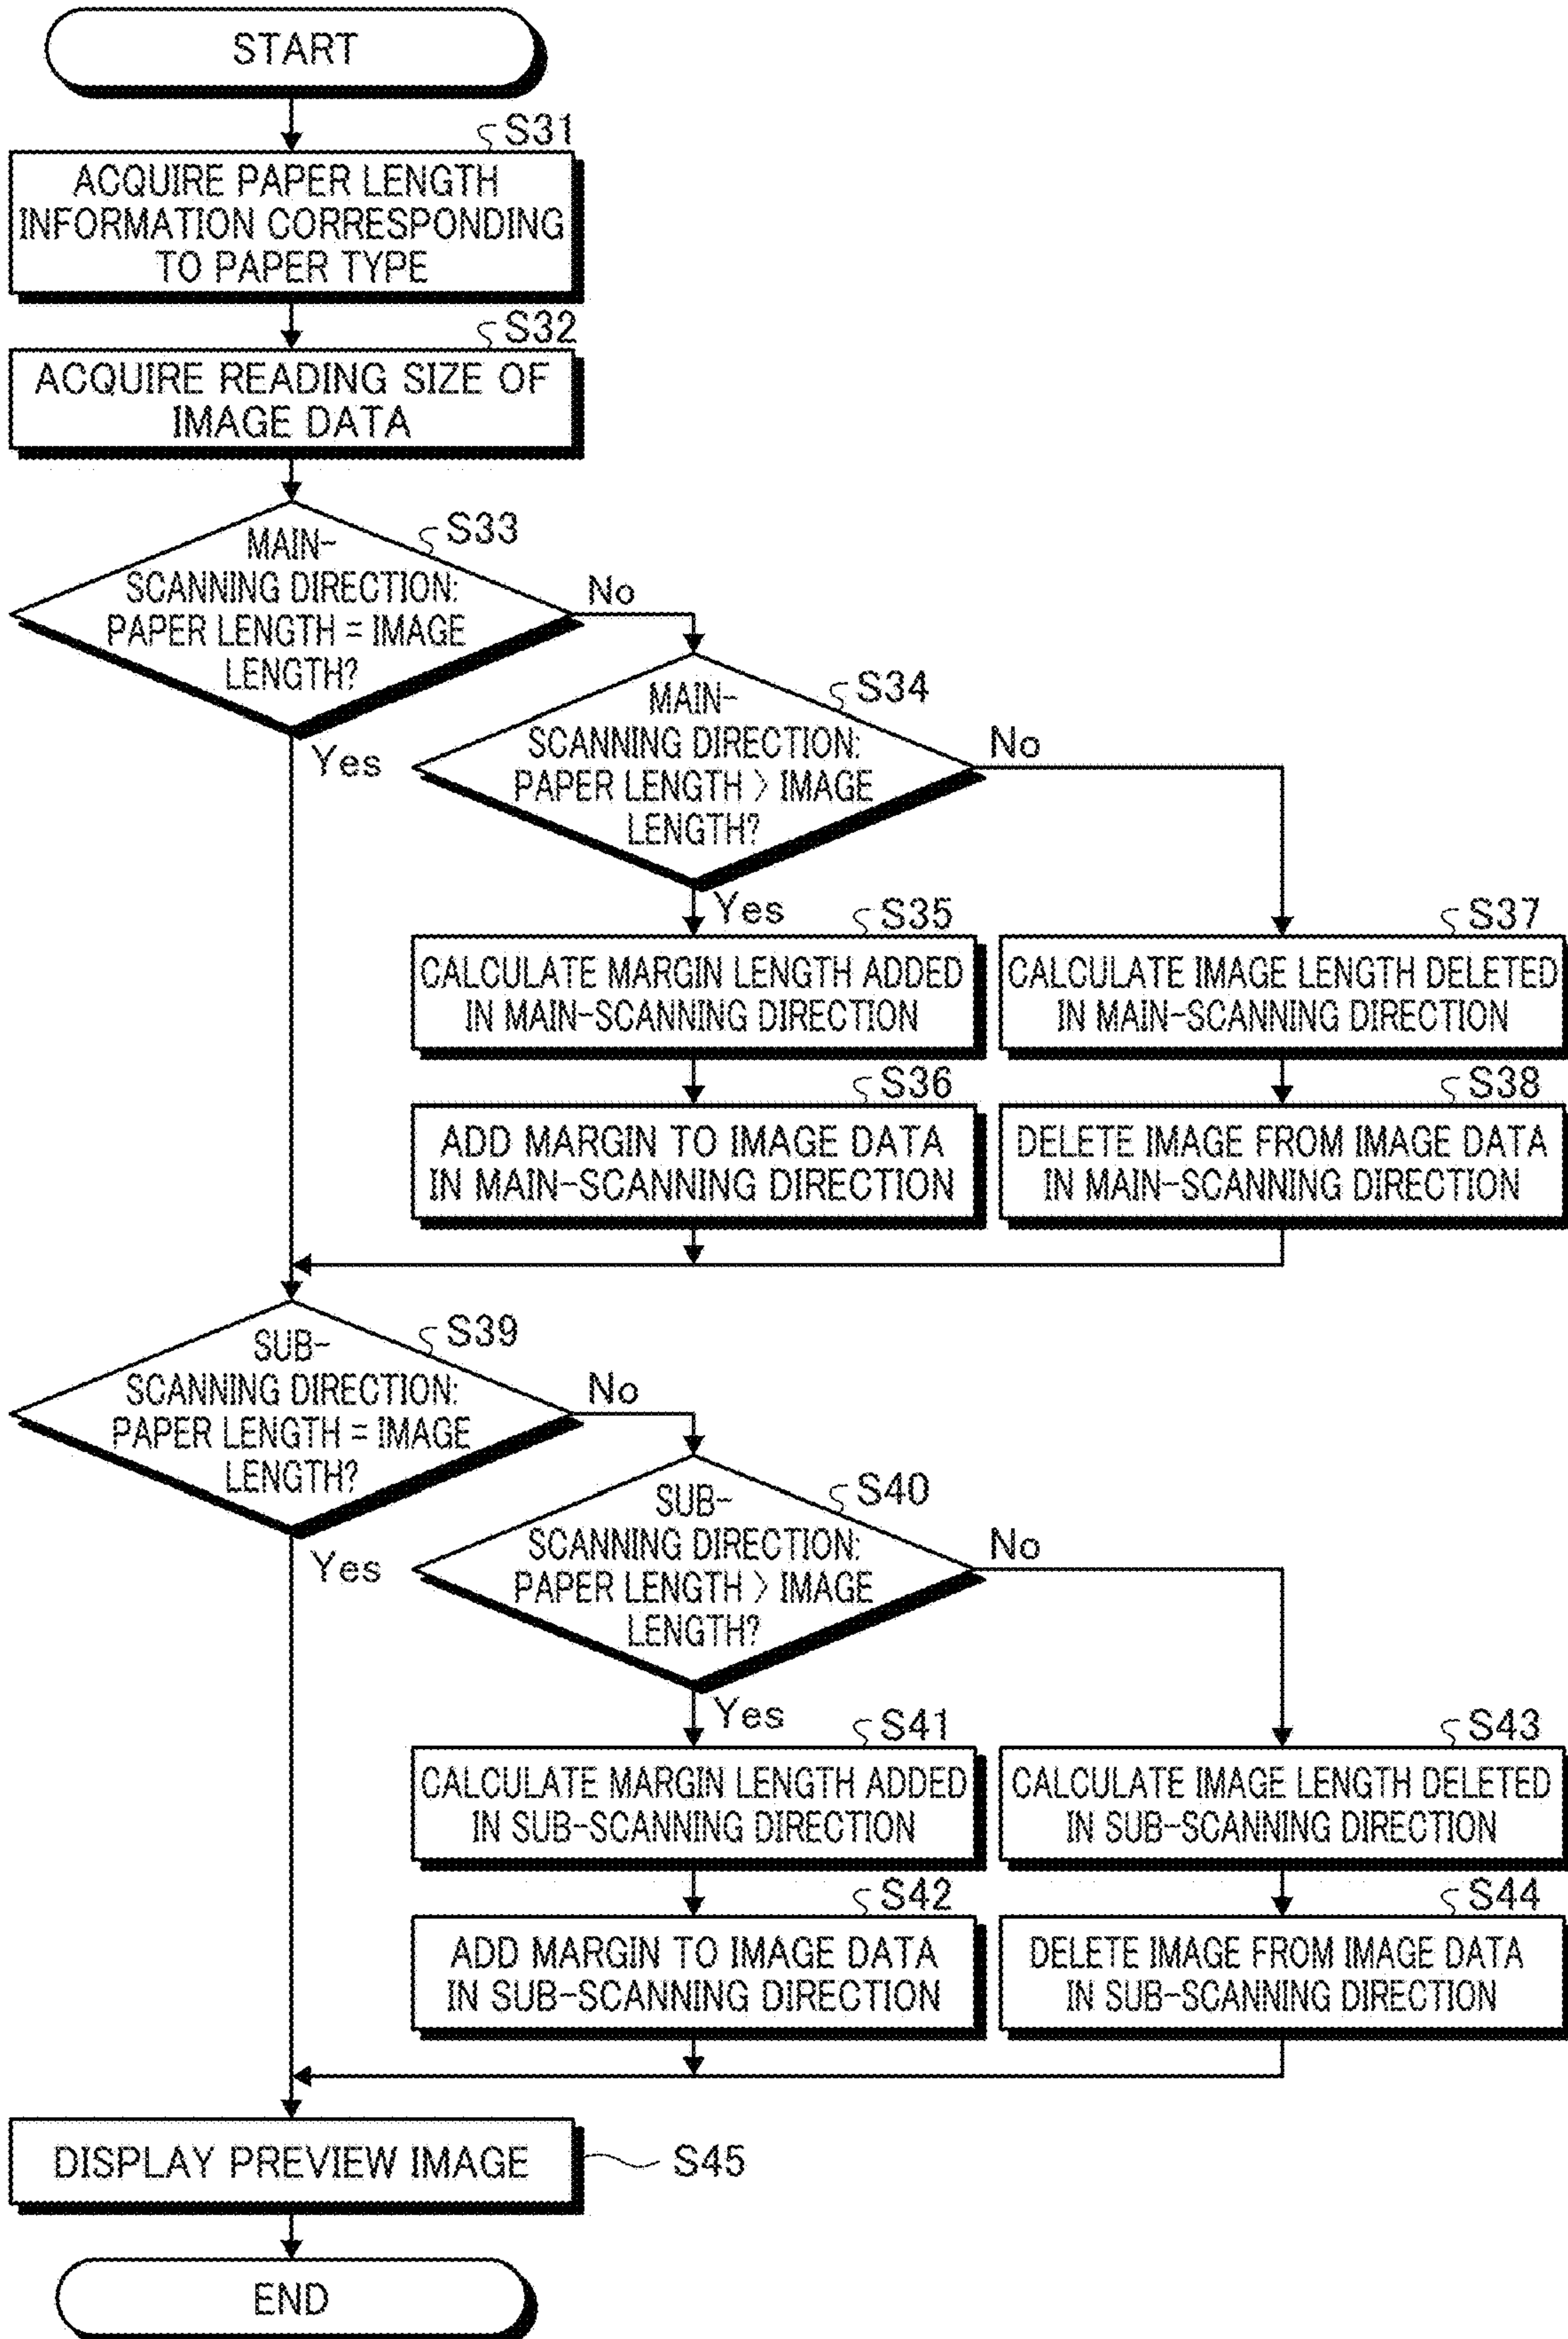 START
S31
ACQUIRE PAPER LENGTH
INFORMATION CORRESPONDING
TO PAPER TYPE
S32
ACQUIRE READING SIZE OF
IMAGE DATA
S33
MAIN-
SCANNING DIRECTION:
PAPER LENGTH = IMAGE
LENGTH?
No
Yes
S34
MAIN-
SCANNING DIRECTION:
PAPER LENGTH > IMAGE
LENGTH?
No
Yes
S35
CALCULATE MARGIN LENGTH ADDED
IN MAIN-SCANNING DIRECTION
S37
CALCULATE IMAGE LENGTH DELETED
IN MAIN-SCANNING DIRECTION
S36
ADD MARGIN TO IMAGE DATA
IN MAIN-SCANNING DIRECTION
S38
DELETE IMAGE FROM IMAGE DATA
IN MAIN-SCANNING DIRECTION
S39
SUB-
SCANNING DIRECTION:
PAPER LENGTH = IMAGE
LENGTH?
No
Yes
S40
SUB-
SCANNING DIRECTION:
PAPER LENGTH > IMAGE
LENGTH?
No
Yes
S41
CALCULATE MARGIN LENGTH ADDED
IN SUB-SCANNING DIRECTION
S43
CALCULATE IMAGE LENGTH DELETED
IN SUB-SCANNING DIRECTION
S42
ADD MARGIN TO IMAGE DATA
IN SUB-SCANNING DIRECTION
S44
DELETE IMAGE FROM IMAGE DATA
IN SUB-SCANNING DIRECTION
DISPLAY PREVIEW IMAGE
S45
END